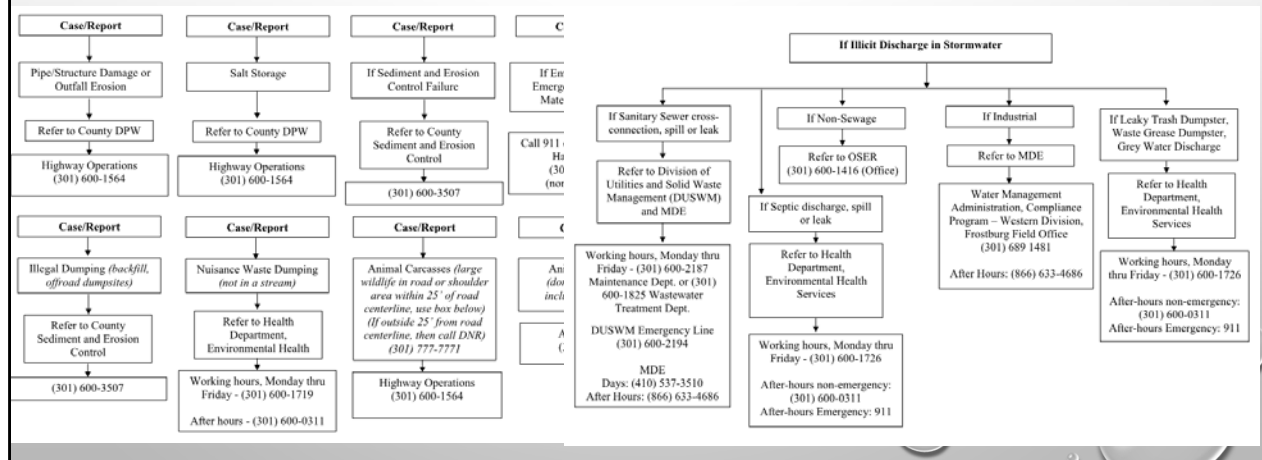 Case/Report
Pipe/Structure Damage or
Outfall Erosion
Refer to County DPW
Highway Operations
(301) 600-1564
Case/Report
Salt Storage
Refer to County DPW
Highway Operations
(301) 600-1564
Case/Report
If Sediment and Erosion
Control Failure
Refer to County
Sediment and Erosion
Control
(301) 600-3507
If
Call 911
Case/Report
Illegal Dumping (backfill,
offroad dumpsites)
Refer to County
Sediment and Erosion
Control
(301) 600-3507
Case/Report
Nuisance Waste Dumping
(not in a stream)
Refer to Health
Department,
Environmental Health
Working hours, Monday thru
Friday - (301) 600-1719
After hours - (301) 600-0311
Case/Report
Animal Carcasses (large
wildlife in road or shoulder
area within 25´ of road
centerline, use box below)
(If outside 25´ from road
centerline, then call DNR)
(301) 777-7771
Highway Operations
(301) 600-1564
If Illicit Discharge in Stormwater
If Sanitary Sewer cross-
connection, spill or leak
Refer to Division of
Utilities and Solid Waste
Management (DUSWM)
and MDE
Working hours, Monday thru
Friday - (301) 600-2187
Maintenance Dept. or (301)
600-1825 Wastewater
Treatment Dept.
DUSWM Emergency Line
(301) 600-2194
MDE
Days: (410) 537-3510
After Hours: (866) 633-4686
If Septic discharge, spill
or leak
Refer to Health
Department,
Environmental Health
Services
Working hours, Monday thru
Friday - (301) 600-1726
After-hours non-emergency:
(301) 600-0311
After-hours Emergency: 911
If Non-Sewage
Refer to OSER
(301) 600-1416 (Office)
If Industrial
Refer to MDE
Water Management
Administration, Compliance
Program – Western Division,
Frostburg Field Office
(301) 689 1481
After Hours: (866) 633-4686
If Leaky Trash Dumpster,
Waste Grease Dumpster,
Grey Water Discharge
Refer to Health
Department,
Environmental Health
Services
Working hours, Monday
thru Friday - (301) 600-1726
After-hours non-emergency:
(301) 600-0311
After-hours Emergency: 911